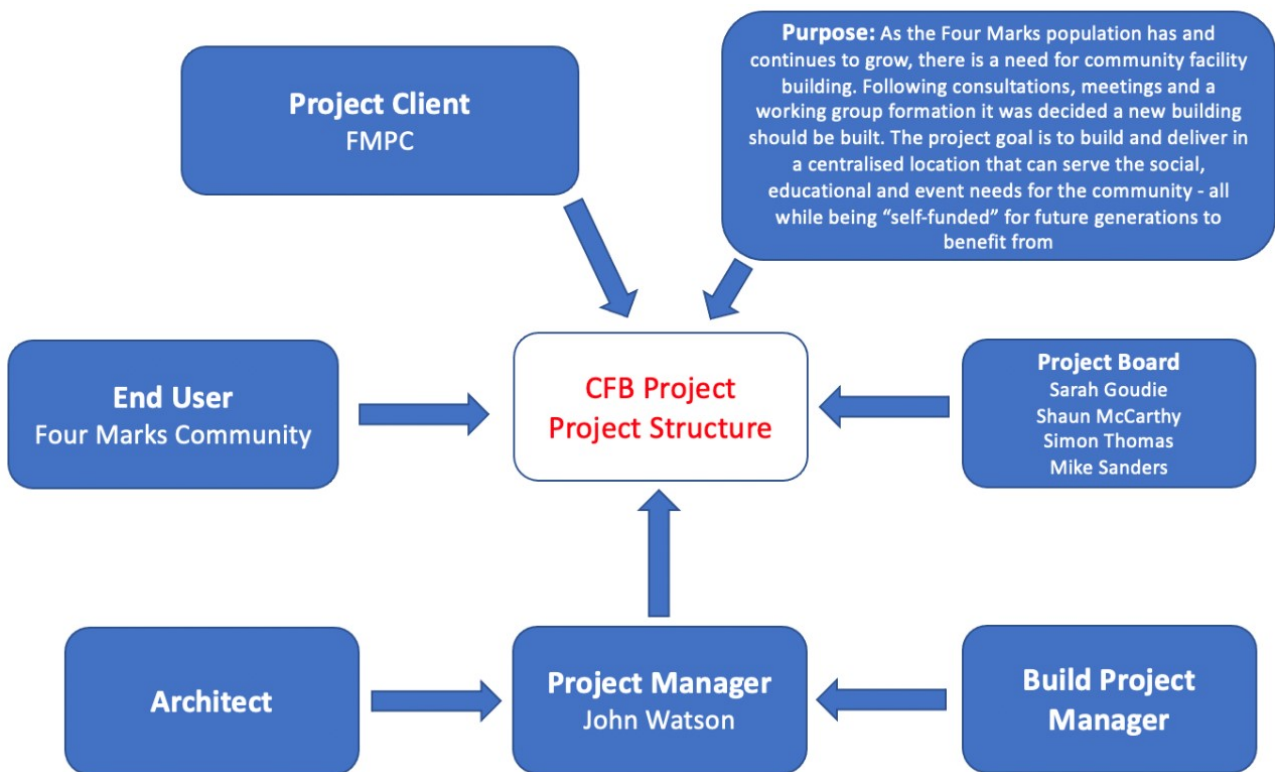 Project Client
FMPC
Purpose: As the Four Marks population has and
continues to grow, there is a need for community facility
building. Following consultations, meetings and a
working group formation it was decided a new building
should be built. The project goal is to build and deliver in
a centralised location that can serve the social,
educational and event needs for the community - all
while being “self-funded” for future generations to
benefit from
End User
Four Marks Community
CFB Project
Project Structure
Project Board
Sarah Goudie
Shaun McCarthy
Simon Thomas
Mike Sanders
Architect
Project Manager
John Watson
Build Project
Manager